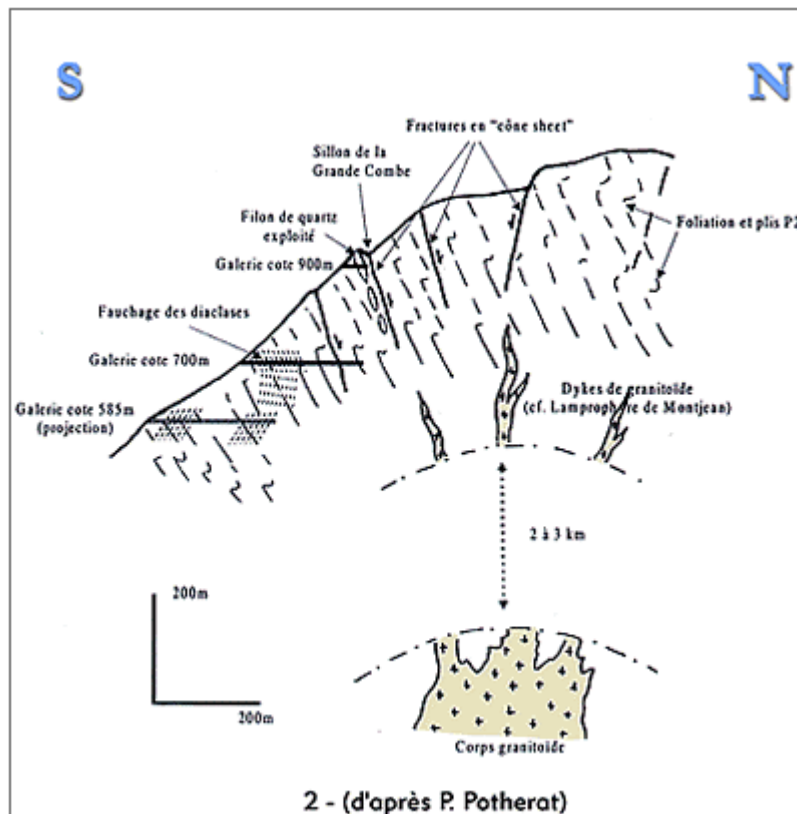 S
N
Fractures en "cône sheet"
Sillon de la
Grande Combe
Filon de quartz
exploité
Foliation et plis P2
Galerie cote 900m
Fauchage des diaclases
Galerie cote 700m
Galerie cote 585m
(projection)
Dykes de granitoïde
(cf. Lamprophyre de Montjean)
2 à 3 km
200m
200m
Corps granitoïde
2 - (d'après P. Potherat)